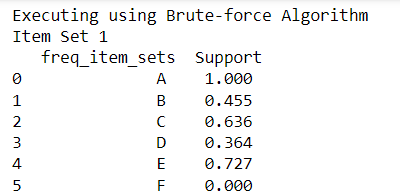 Executing using Brute-force Algorithm
Item Set 1
freq_item_sets Support
0 A 1.000
1 B 0.455
2 C 0.636
3 D 0.364
4 E 0.727
5 F 0.000